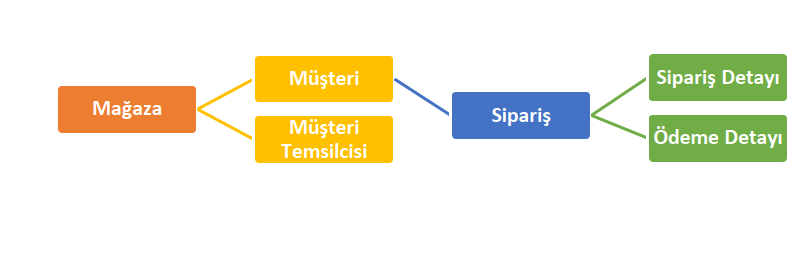 Mağaza
Müşteri
Müşteri
Temsilcisi
Sipariş
Sipariş Detayı
Ödeme Detayı